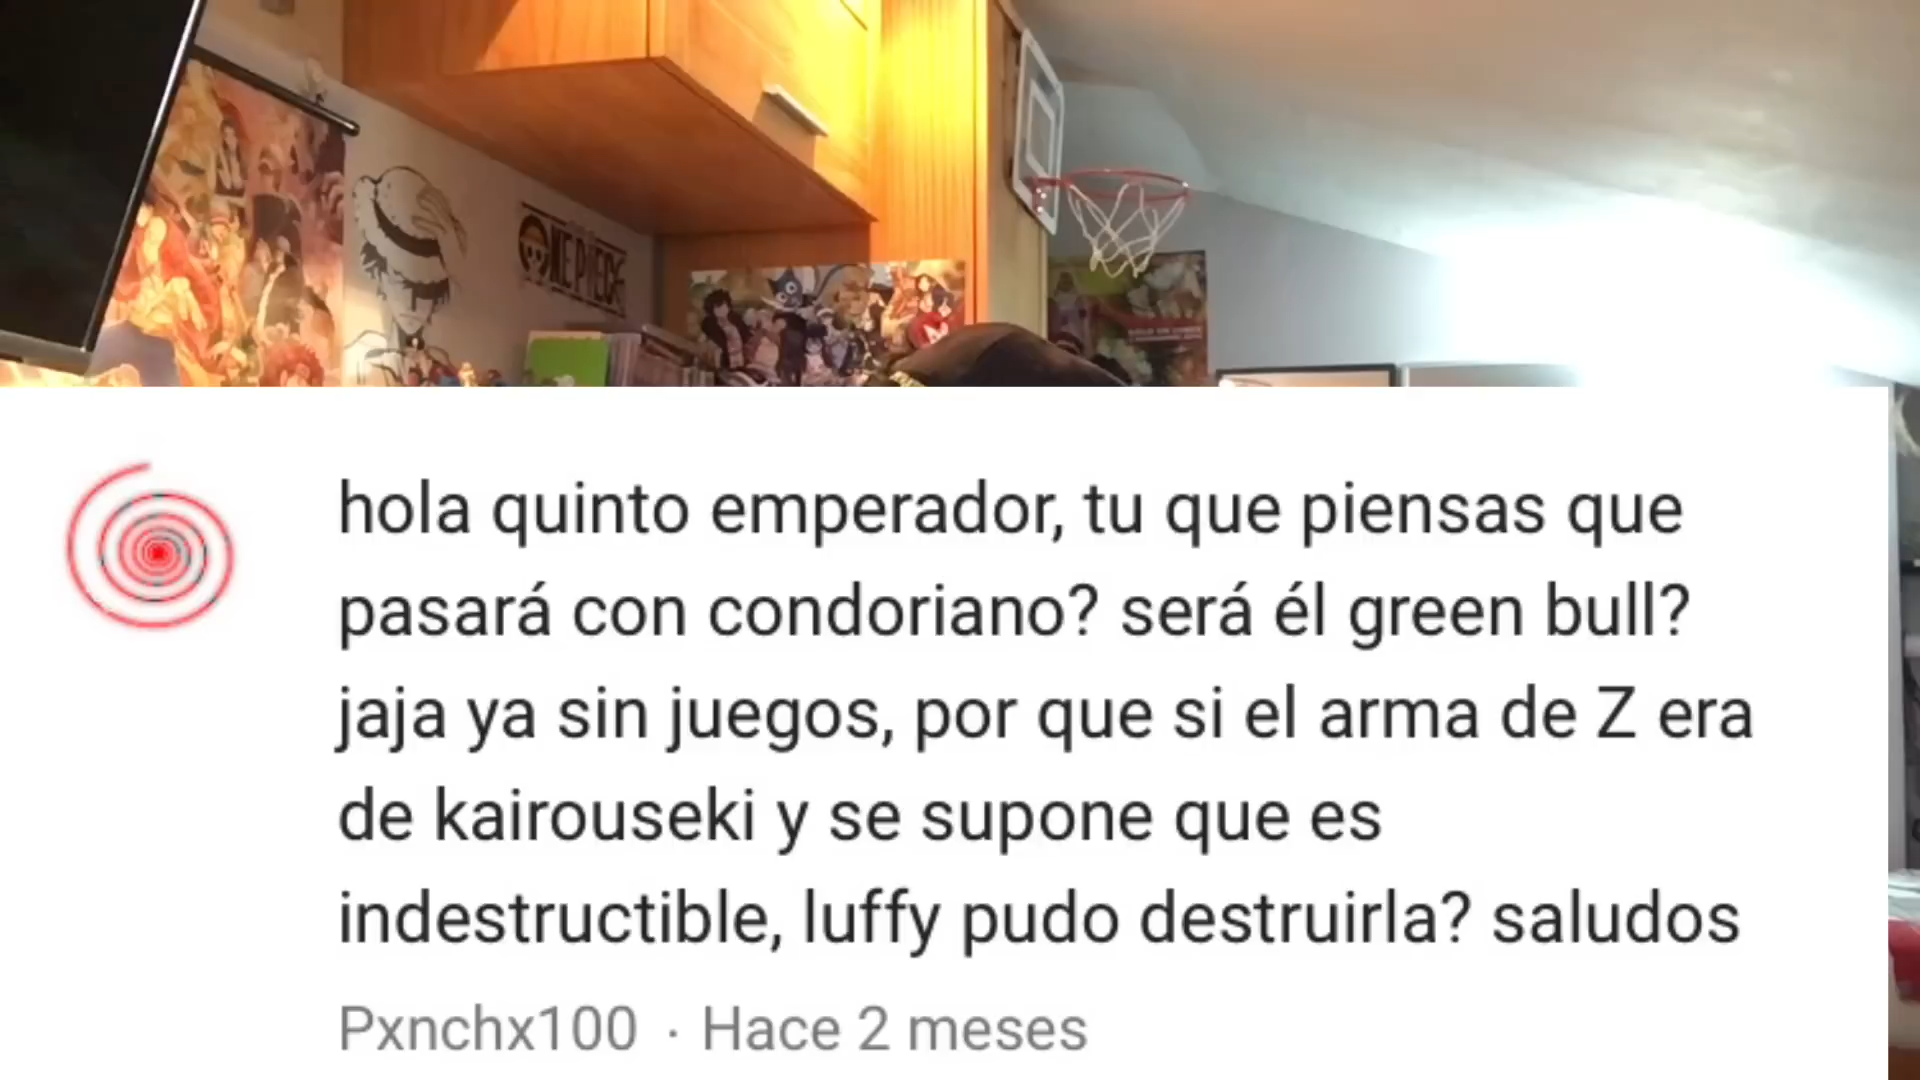 ONE PIECE
hola quinto emperador, tu que piensas que
pasará con condoriano? será él green bull?
jaja ya sin juegos, por que si el arma de Z era
de kairouseki y se supone que es
indestructible, luffy pudo destruirla? saludos
Pxnchx100 · Hace 2 meses